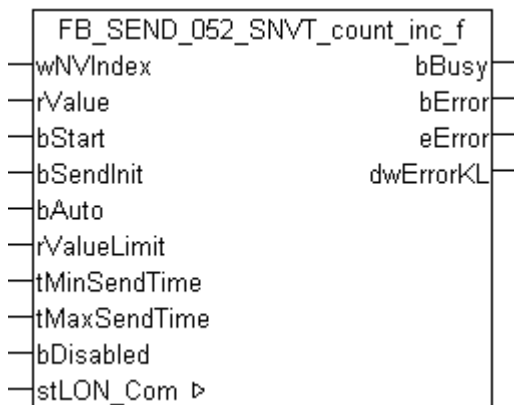 FB_SEND_052_SNVT_count_inc_f
wNVIndex bBusy
rValue bError
bStart eError
bSendInit dwErrorKL
bAuto
rValueLimit
tMinSendTime
tMaxSendTime
bDisabled
stLON_Com ▷